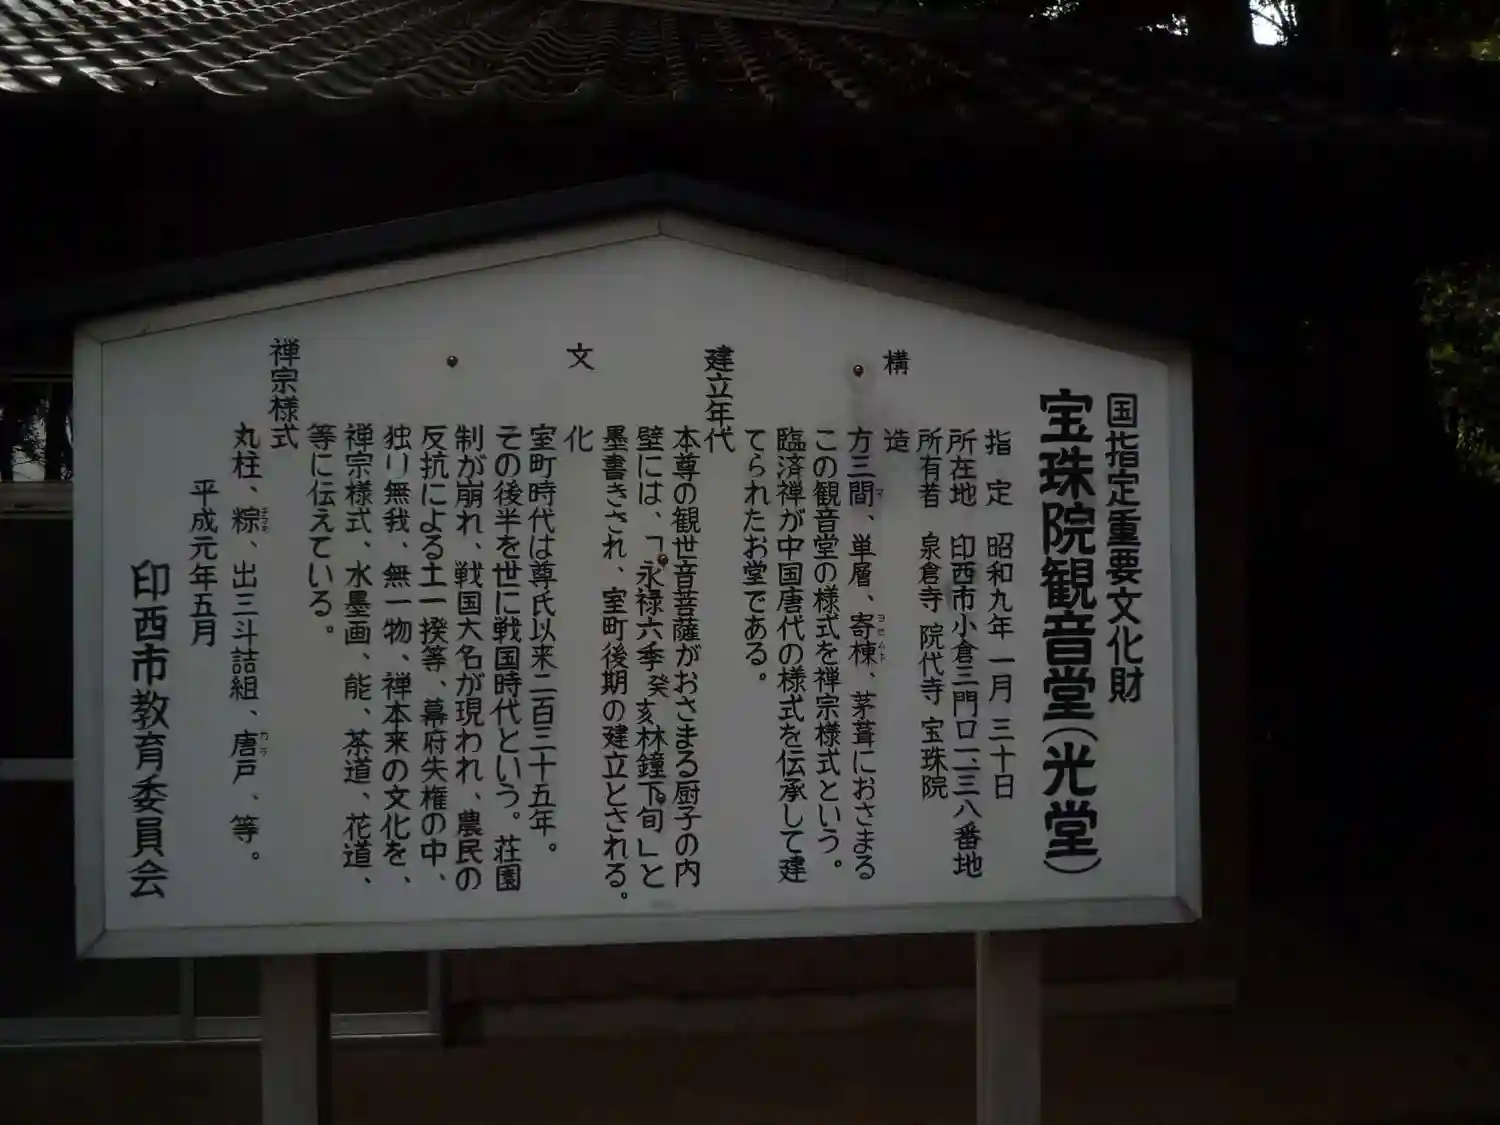 国指定重要文化財
宝珠院観音堂(光堂)
指定 昭和九年一月三十日
所在地 印西市小倉三門口一、三八番地
所有者 泉倉寺 院代寺 宝珠院
構造
方三間、単層、寄棟、茅葺におさまる
この観音堂の様式を禅宗様式という。
臨済禅が中国唐代の様式を伝承して建
てられたお堂である。
建立年代
本尊の観世音菩薩がおさまる厨子の内
壁には、「永禄六季癸亥林鐘下旬」と
墨書きされ、室町後期の建立とされる。
文化
室町時代は尊氏以来二百三十五年。
その後半を世に戦国時代という。荘園
制が崩れ、戦国大名が現われ、農民の
反抗による土一揆等、幕府失権の中、
独り無我、無一物、禅本来の文化を、
禅宗様式、水墨画、能、茶道、花道、
等に伝えている。
禅宗様式
丸柱、粽、出三斗詰組、唐戸、等。
平成元年五月
印西市教育委員会